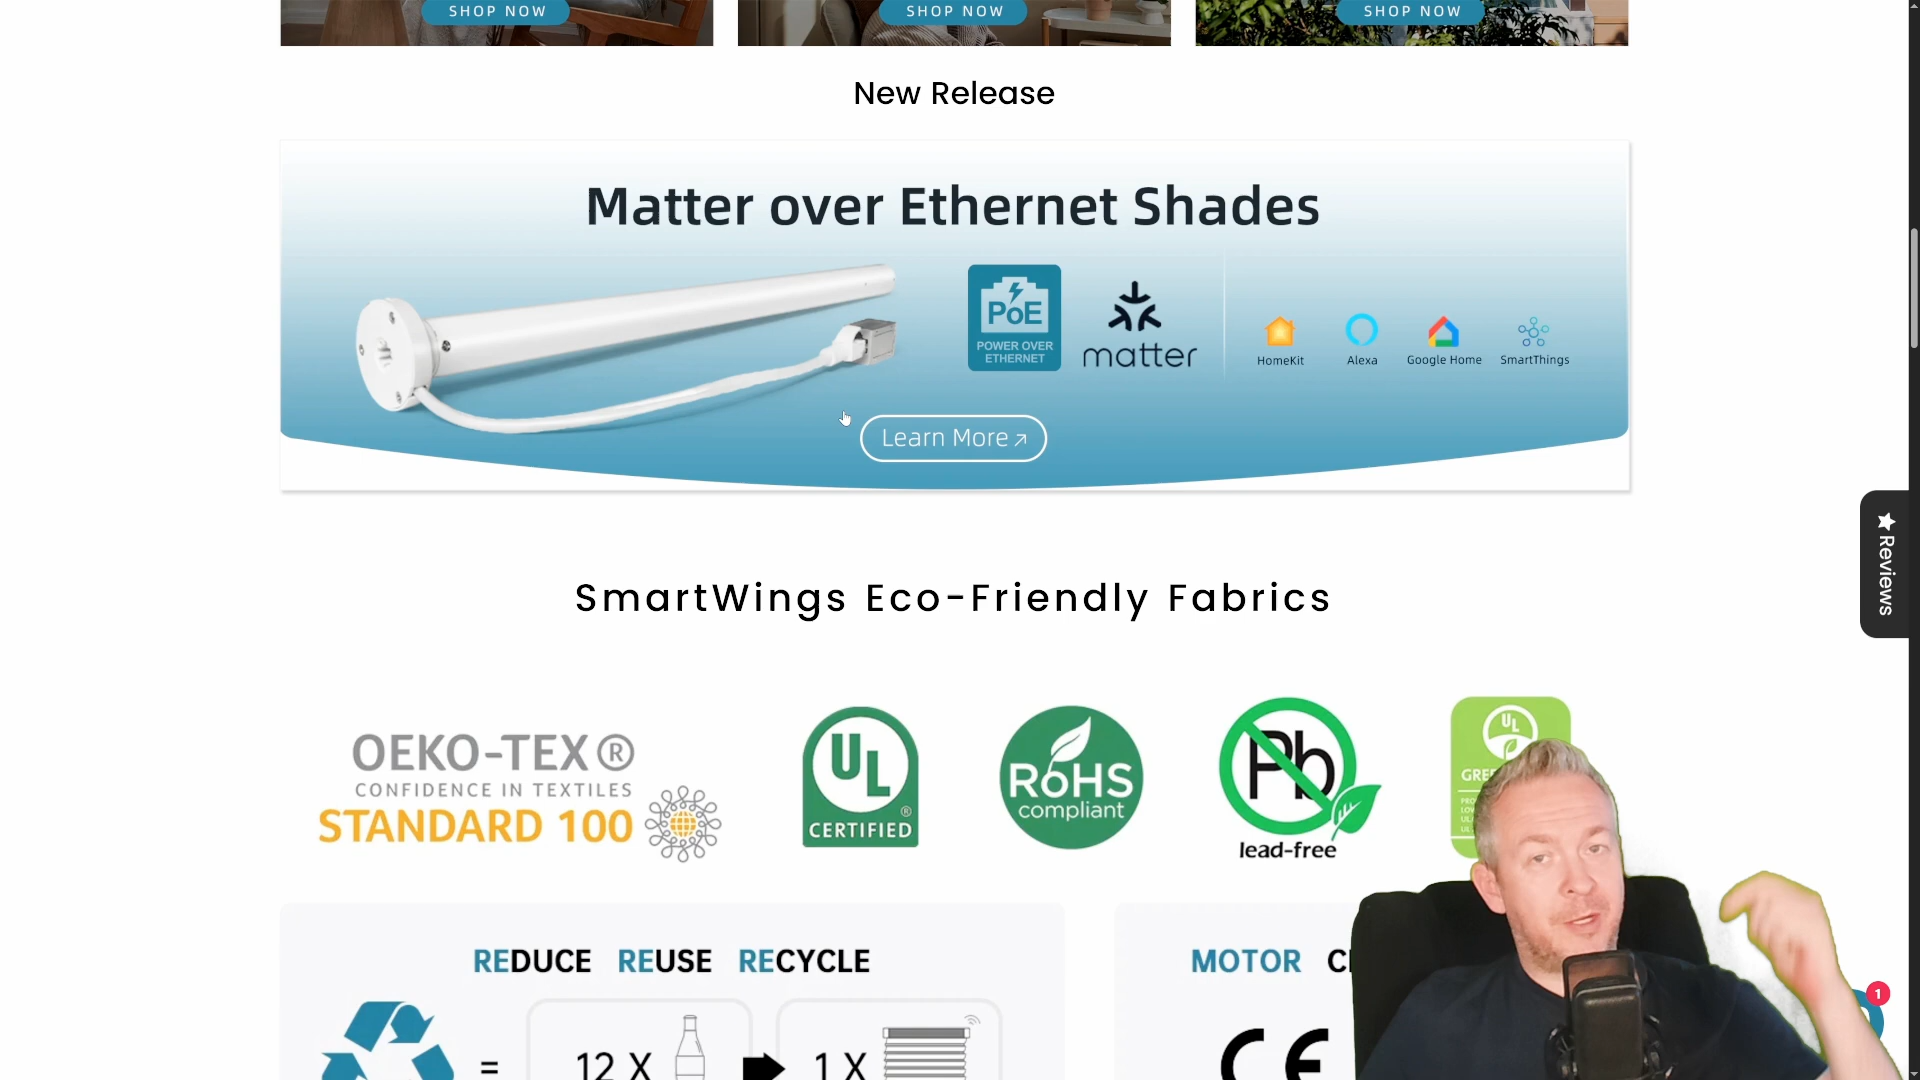 SHOP NOW
SHOP NOW
SHOP NOW
New Release
Matter over Ethernet Shades
PoE
POWER OVER
ETHERNET
matter
HomeKit
Alexa
Google Home
SmartThings
Learn More
Reviews
SmartWings Eco-Friendly Fabrics
OEKO-TEX®
CONFIDENCE IN TEXTILES
STANDARD 100
UL
®
CERTIFIED
RoHS
compliant
Pb
lead-free
UL
REDUCE REUSE RECYCLE
= 12 X
1 X
MOTOR
CE
1